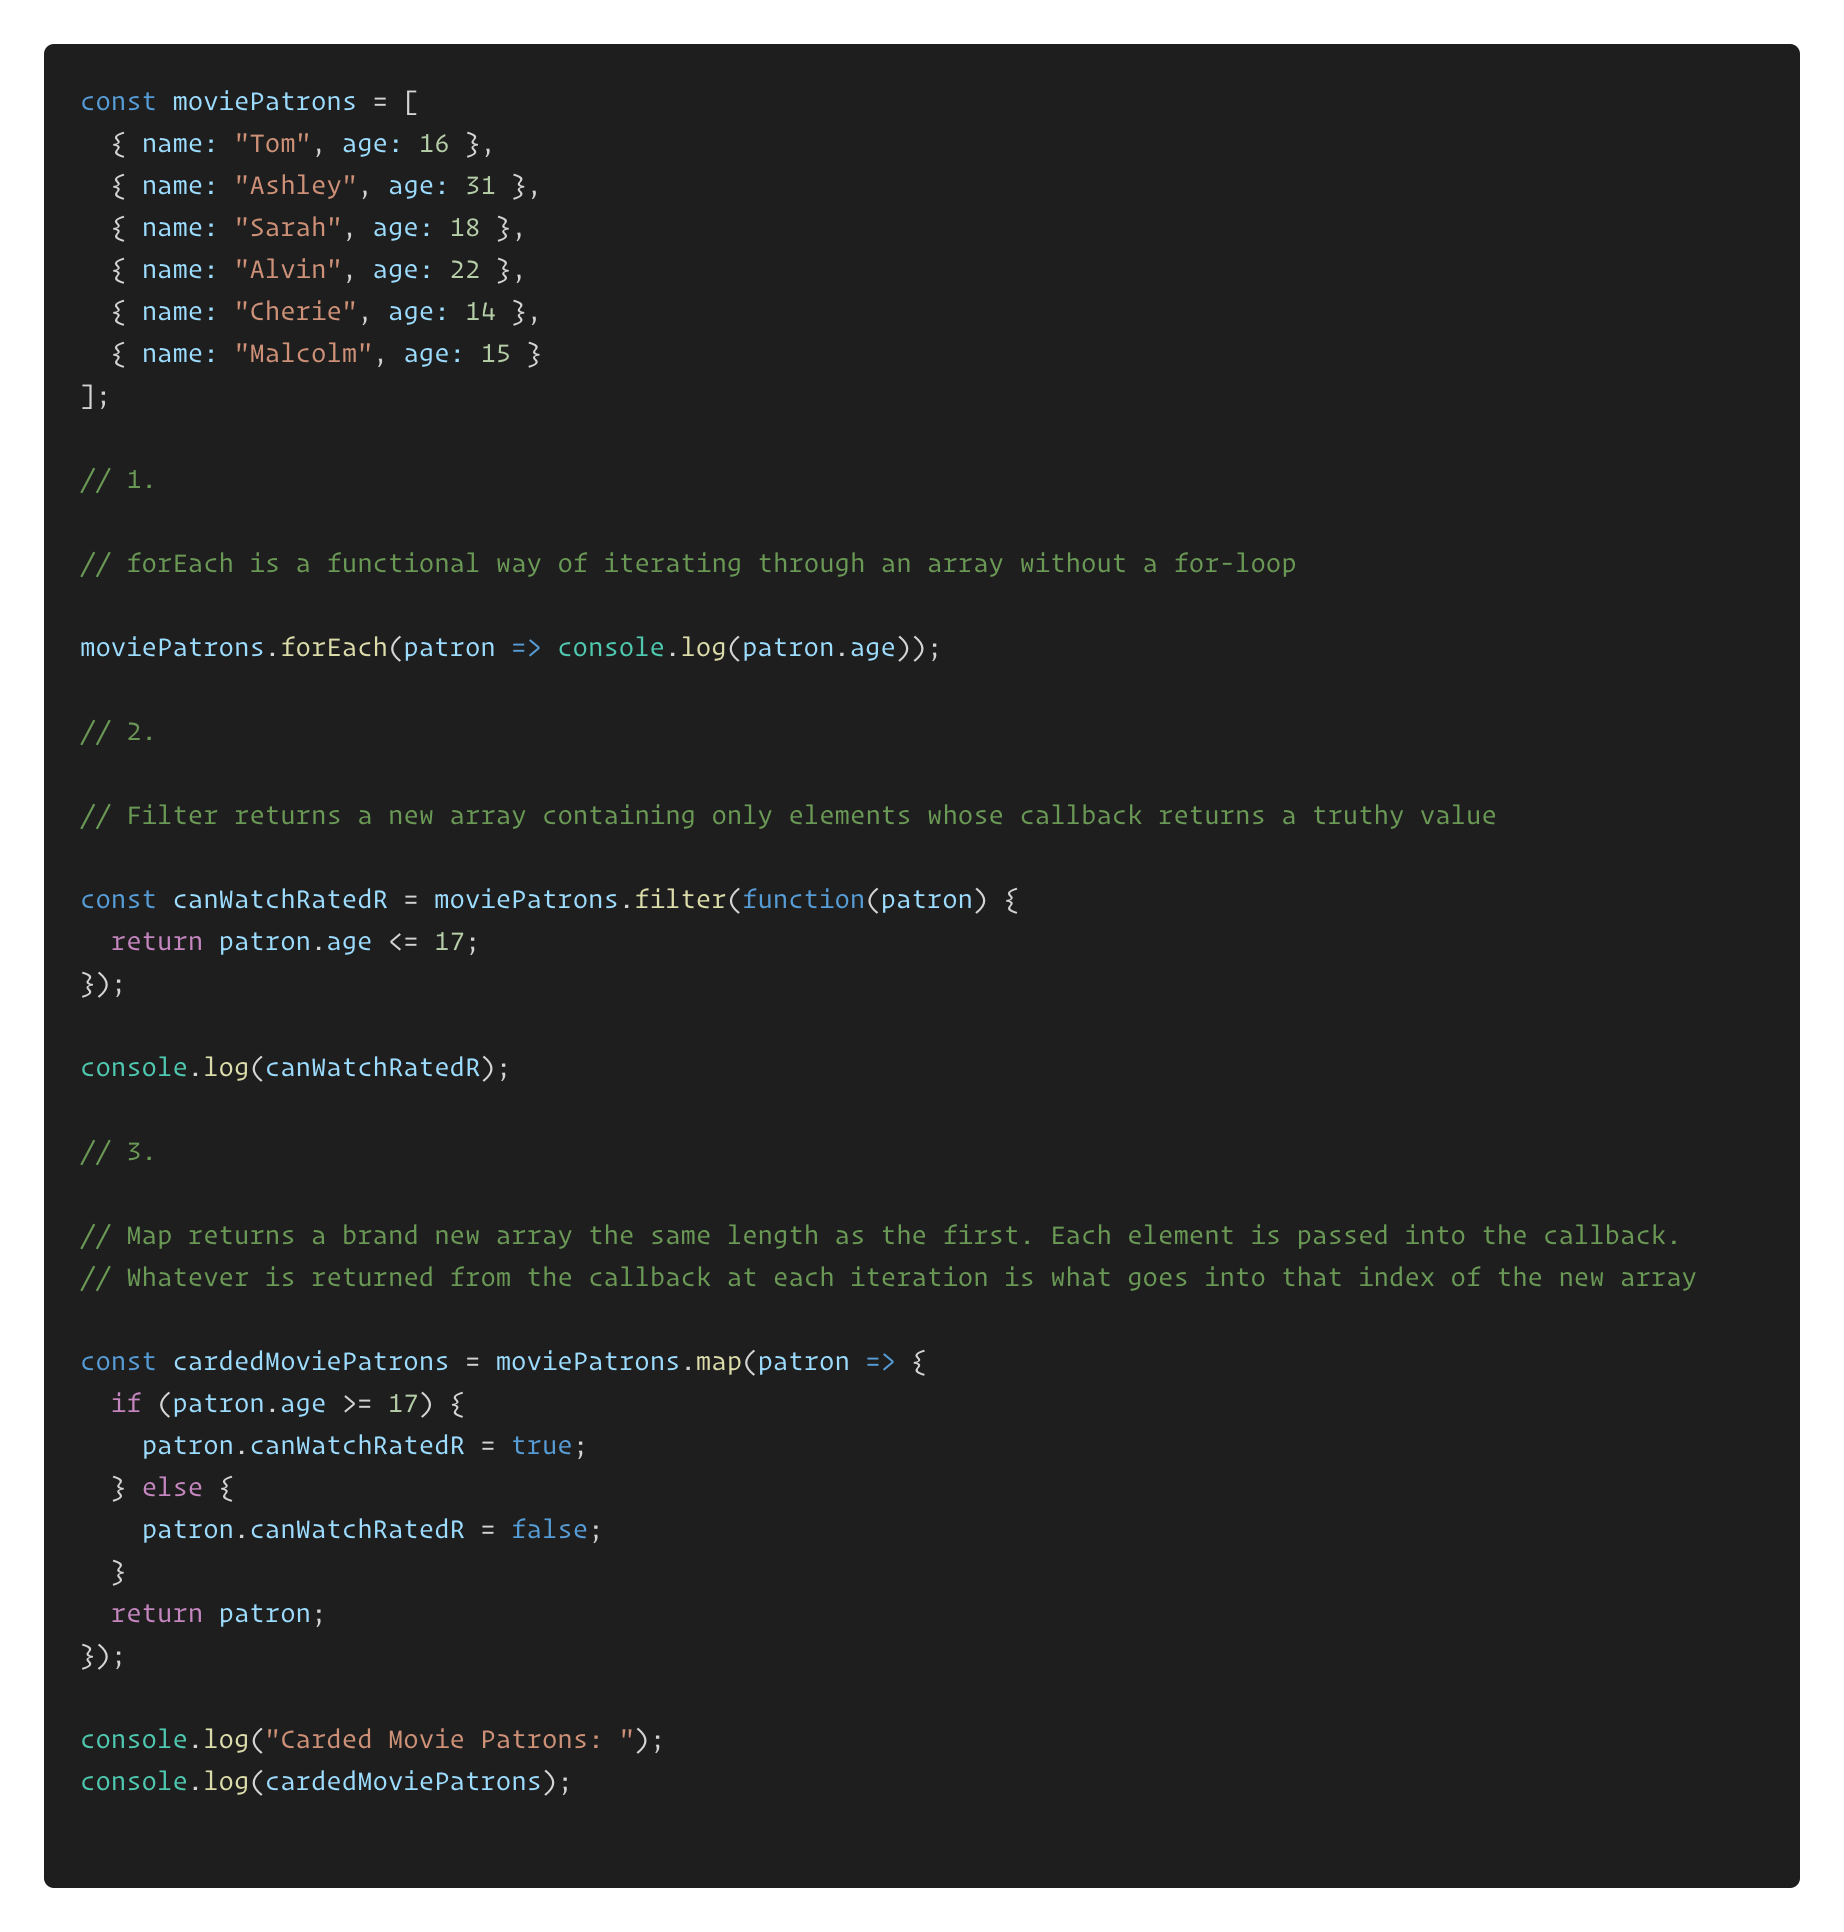 const moviePatrons = [
  { name: "Tom", age: 16 },
  { name: "Ashley", age: 31 },
  { name: "Sarah", age: 18 },
  { name: "Alvin", age: 22 },
  { name: "Cherie", age: 14 },
  { name: "Malcolm", age: 15 }
];

// 1.

// forEach is a functional way of iterating through an array without a for-loop

moviePatrons.forEach(patron => console.log(patron.age));

// 2.

// Filter returns a new array containing only elements whose callback returns a truthy value

const canWatchRatedR = moviePatrons.filter(function(patron) {
  return patron.age <= 17;
});

console.log(canWatchRatedR);

// 3.

// Map returns a brand new array the same length as the first. Each element is passed into the callback.
// Whatever is returned from the callback at each iteration is what goes into that index of the new array

const cardedMoviePatrons = moviePatrons.map(patron => {
  if (patron.age >= 17) {
    patron.canWatchRatedR = true;
  } else {
    patron.canWatchRatedR = false;
  }
  return patron;
});

console.log("Carded Movie Patrons: ");
console.log(cardedMoviePatrons);